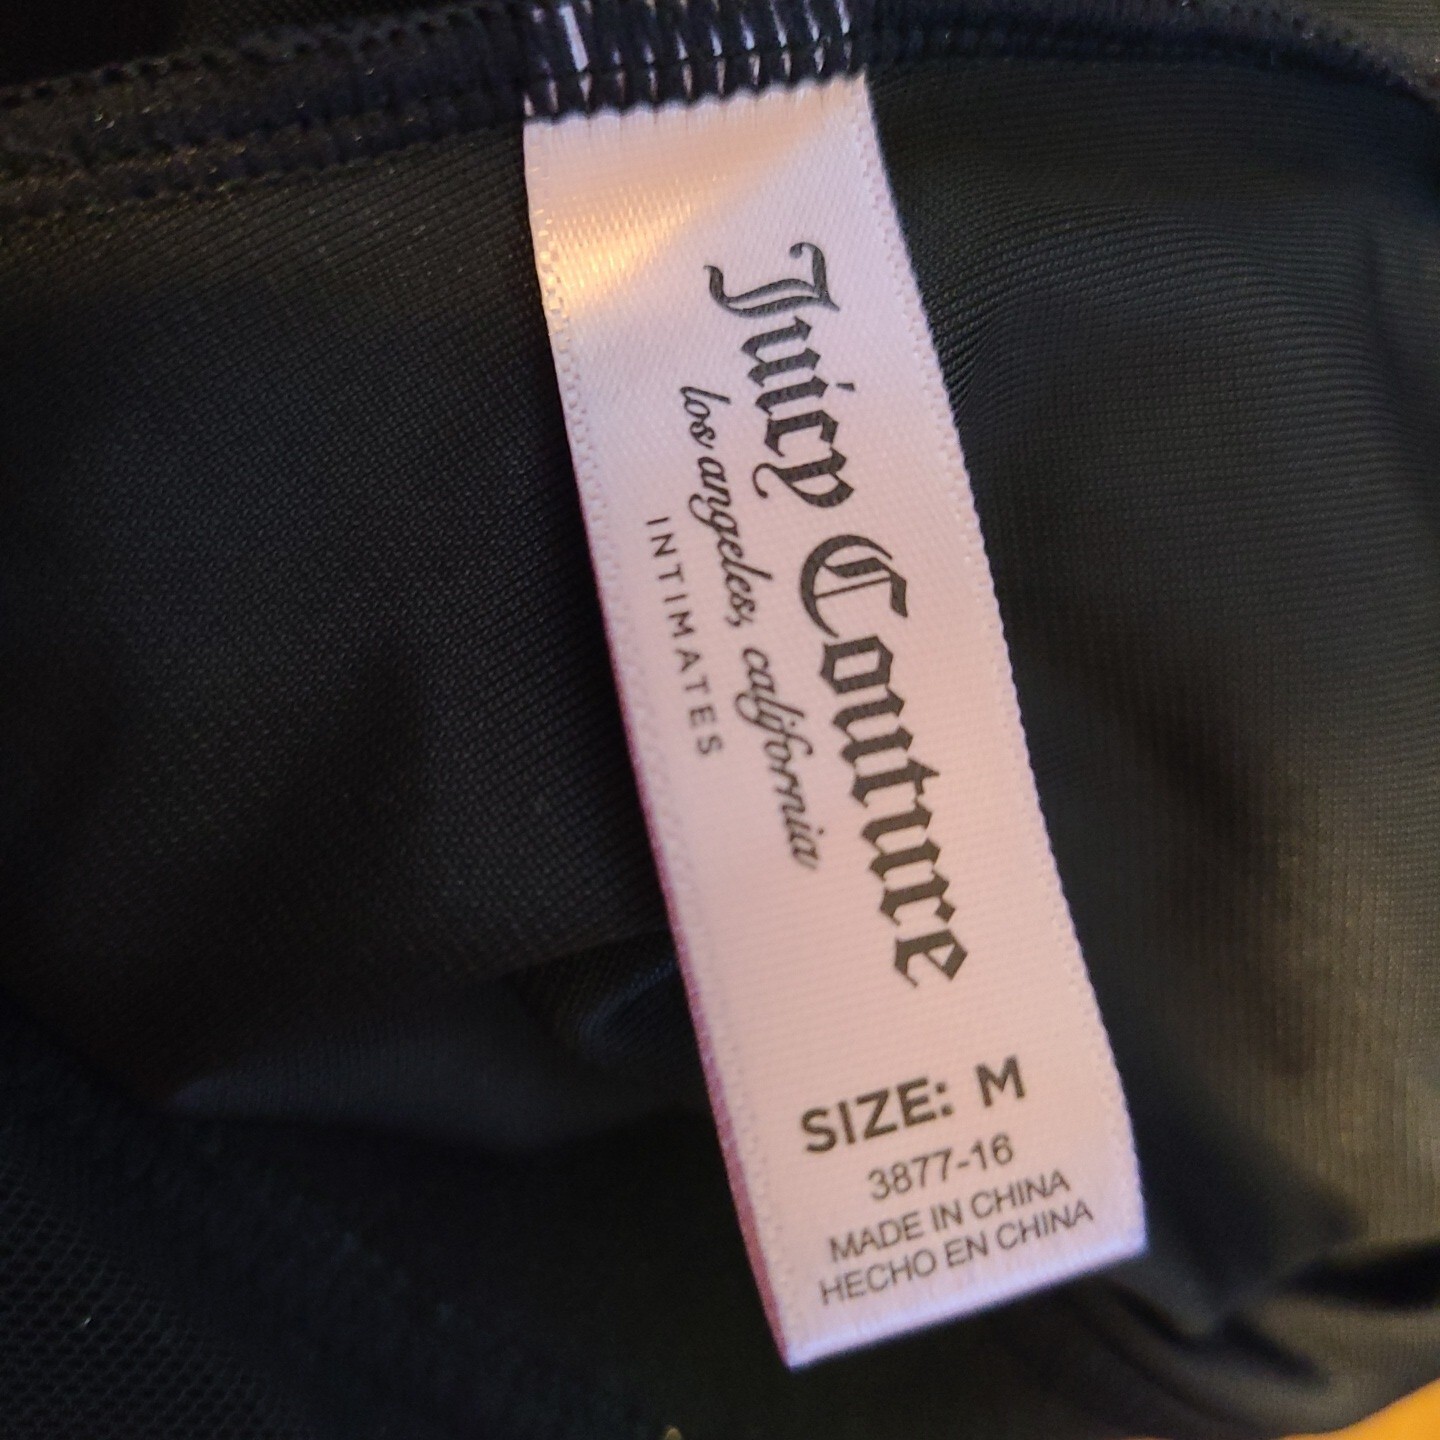 Juicy Couture
los angeles, california
INTIMATES
SIZE: M
3877-16
MADE IN CHINA
HECHO EN CHINA